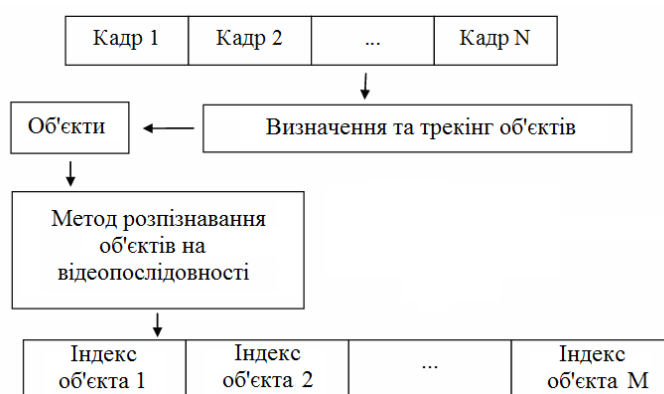 Кадр 1 Кадр 2 ... Кадр N
Об'єкти Визначення та трекінг об'єктів
Метод розпізнавання
об'єктів на
відеопослідовності
Індекс Індекс ... Індекс
об'єкта 1 об'єкта 2 об'єкта M